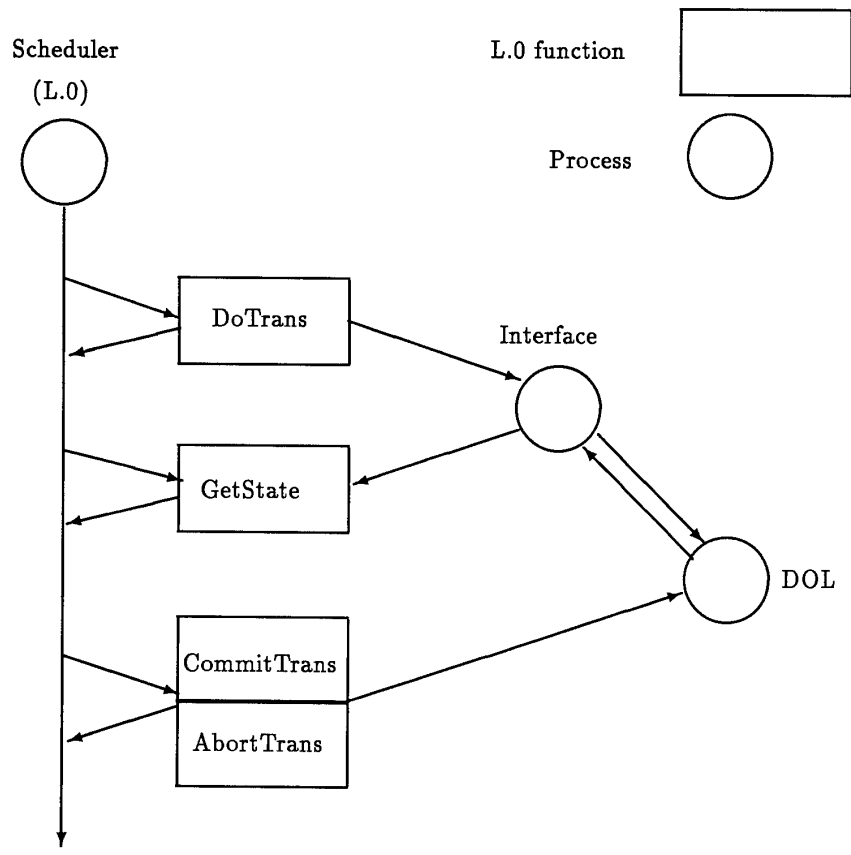 Scheduler
(L.0)
L.0 function
Process
DoTrans
Interface
GetState
DOL
CommitTrans
AbortTrans